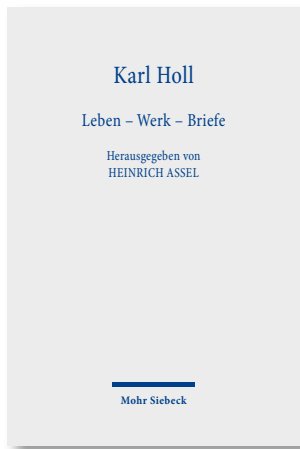 Karl Holl
Leben – Werk – Briefe
Herausgegeben von
HEINRICH ASSEL
Mohr Siebeck